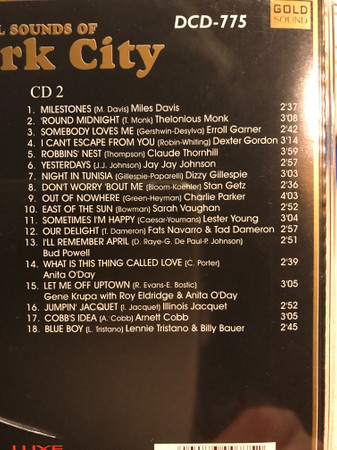 L SOUNDS OF
rk City
DCD-775
GOLD
SOUND
CD 2
1. MILESTONES (M. Davis) Miles Davis 2'37
2. 'ROUND MIDNIGHT (T. Monk) Thelonious Monk 3'08
3. SOMEBODY LOVES ME (Gershwin-Desylva) Erroll Garner 2'42
4. I CAN'T ESCAPE FROM YOU (Robin-Whiting) Dexter Gordon 3'14
5. ROBBINS' NEST (Thompson) Claude Thornhill 3'59
6. YESTERDAYS (J.J. Johnson) Jay Jay Johnson 2'57
7. NIGHT IN TUNISIA (Gillespie-Paparelli) Dizzy Gillespie 3'03
8. DON'T WORRY 'BOUT ME (Bloom-Koehler) Stan Getz 2'36
9. OUT OF NOWHERE (Green-Heyman) Charlie Parker 4'03
10. EAST OF THE SUN (Bowman) Sarah Vaughan 2'52
11. SOMETIMES I'M HAPPY (Caesar-Youmans) Lester Young 3'04
12. OUR DELIGHT (T. Dameron) Fats Navarro & Tad Dameron 2'57
13. I'LL REMEMBER APRIL (D. Raye-G. De Paul-P. Johnson) 2'51
Bud Powell
14. WHAT IS THIS THING CALLED LOVE (C. Porter) 2'39
Anita O'Day
15. LET ME OFF UPTOWN (R. Evans-E. Bostic) 3'05
Gene Krupa with Roy Eldridge & Anita O'Day
16. JUMPIN' JACQUET (I. Jacquet) Illinois Jacquet 2'52
17. COBB'S IDEA (A. Cobb) Arnett Cobb 3'05
18. BLUE BOY (L. Tristano) Lennie Tristano & Billy Bauer 2'45
LUXE